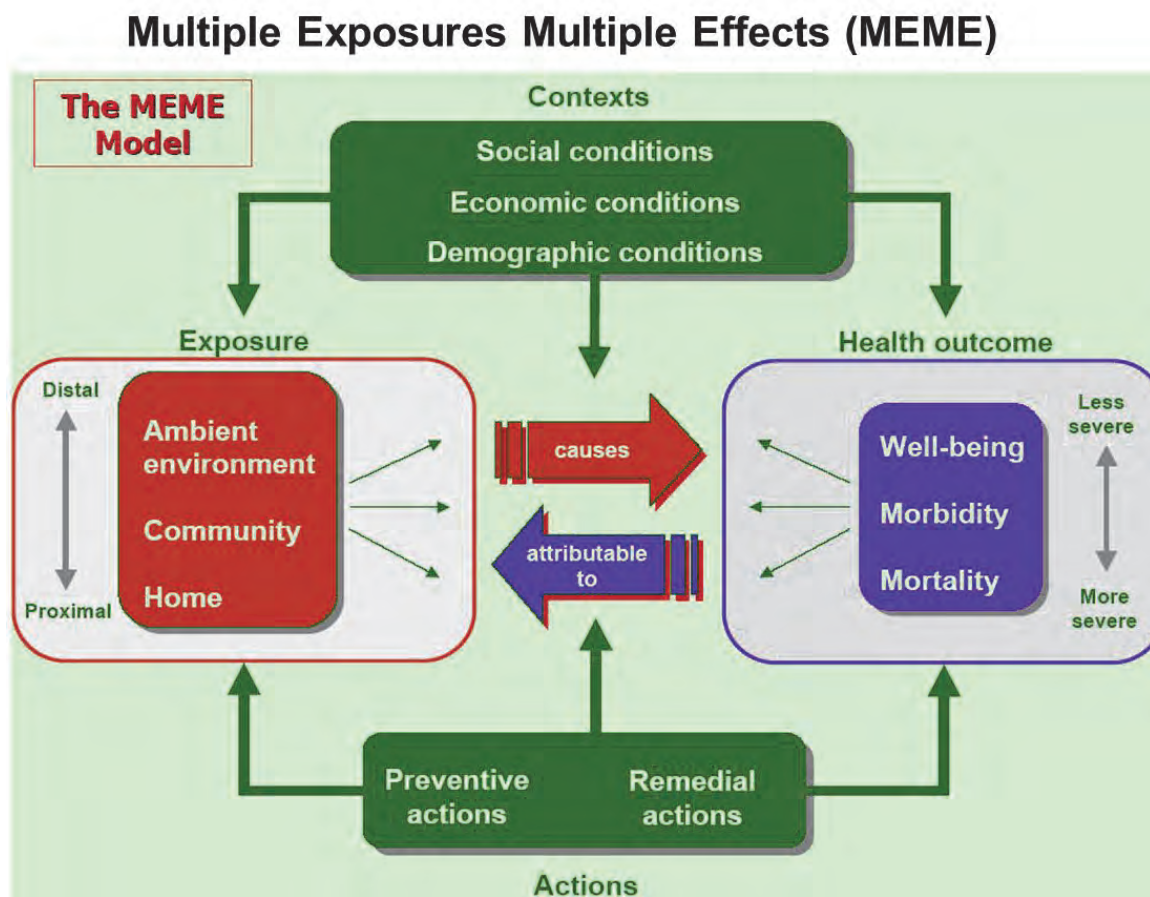 Multiple Exposures Multiple Effects (MEME)
The MEME
Model
Contexts
Social conditions
Economic conditions
Demographic conditions
Exposure
Distal
Proximal
Ambient
environment
Community
Home
causes
attributable
to
Health outcome
Well-being
Morbidity
Mortality
Less
severe
More
severe
Preventive
actions
Remedial
actions
Actions